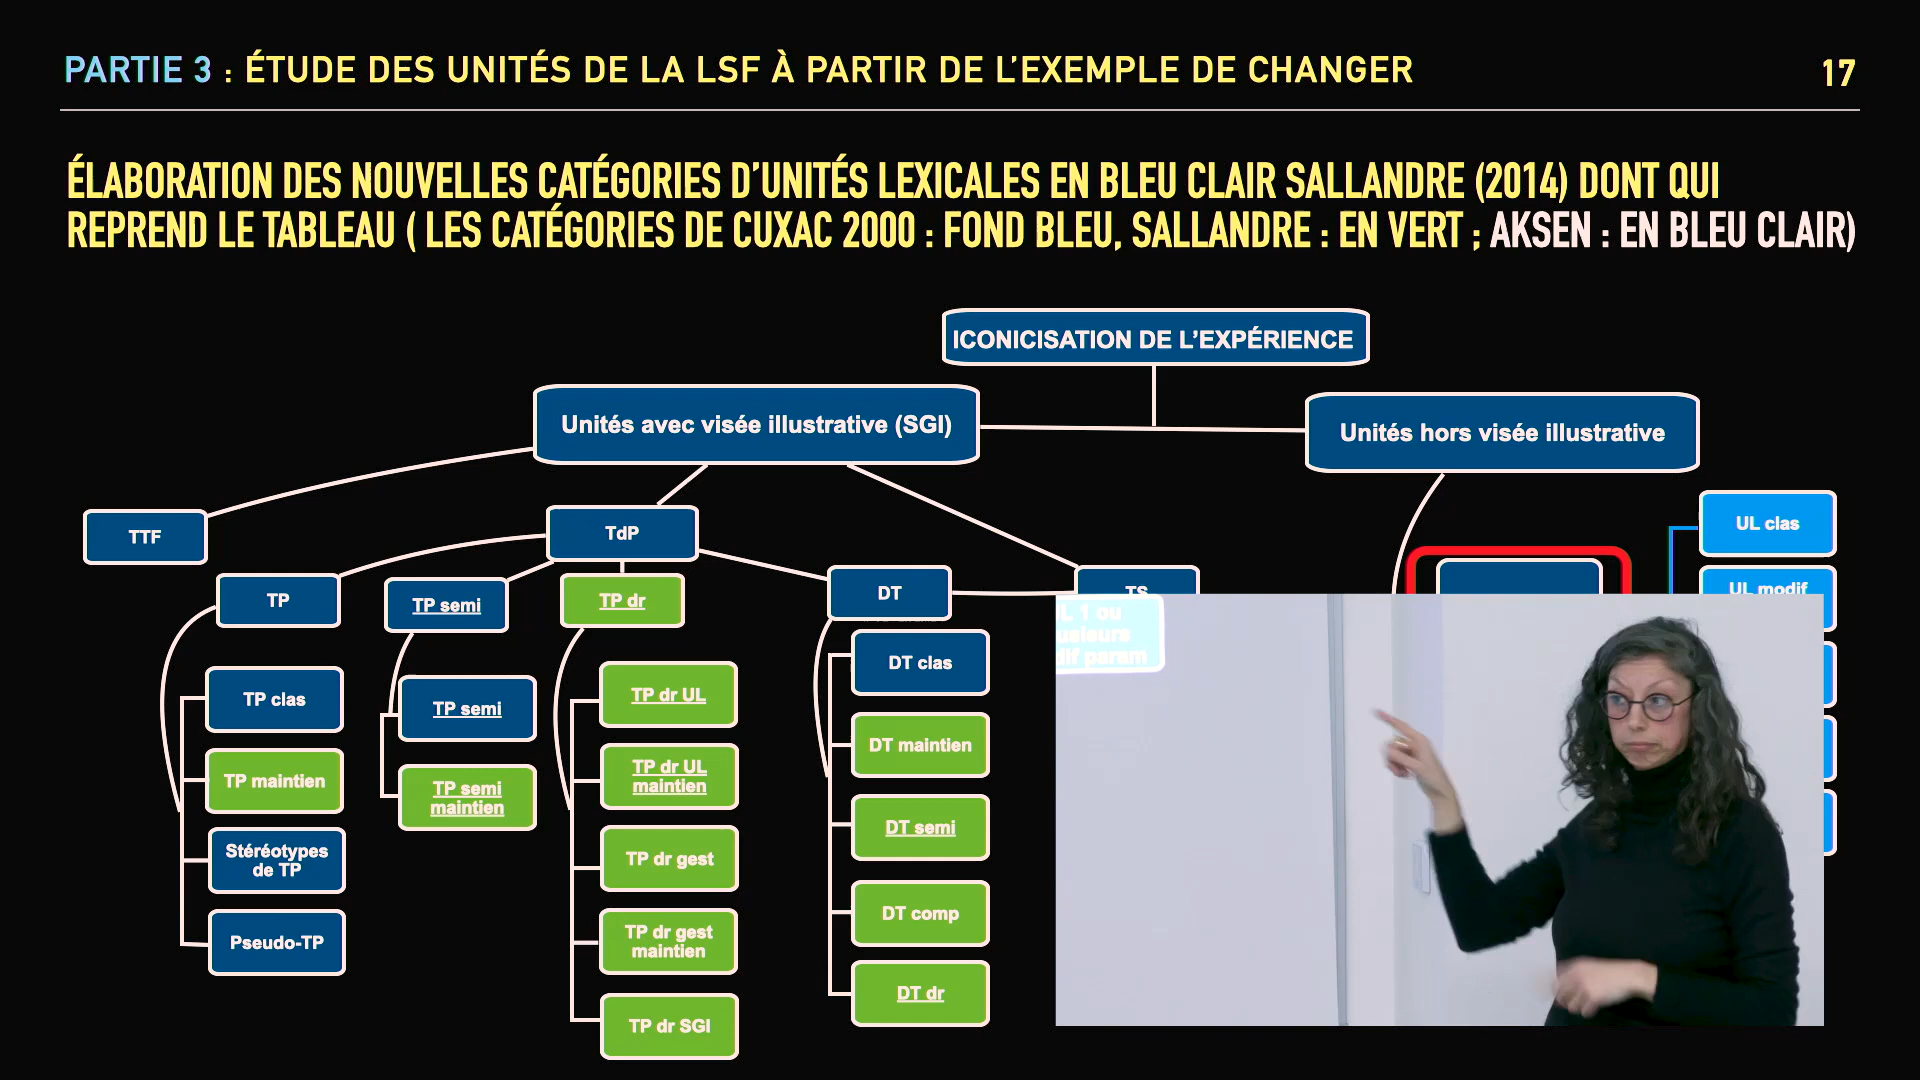 PARTIE 3 : ÉTUDE DES UNITÉS DE LA LSF À PARTIR DE L'EXEMPLE DE CHANGER
17
ÉLABORATION DES NOUVELLES CATÉGORIES D'UNITÉS LEXICALES EN BLEU CLAIR SALLANDRE (2014) DONT QUI
REPREND LE TABLEAU ( LES CATÉGORIES DE CUXAC 2000 : FOND BLEU, SALLANDRE : EN VERT ; AKSEN : EN BLEU CLAIR)
ICONICISATION DE L'EXPÉRIENCE
Unités avec visée illustrative (SGI)
Unités hors visée illustrative
TTF
TdP
TP
TP semi
TP dr
DT
TS
UL clas
UL modif
TP clas
TP maintien
Stéréotypes
de TP
Pseudo-TP
TP semi
TP semi
maintien
TP dr UL
TP dr UL
maintien
TP dr gest
TP dr gest
maintien
TP dr SGI
DT clas
DT maintien
DT semi
DT comp
DT dr
1 ou
param